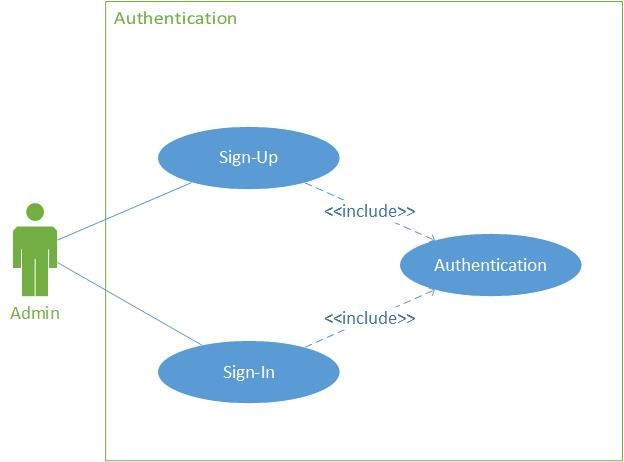 Authentication
Sign-Up
<<include>>
Authentication
Admin
<<include>>
Sign-In